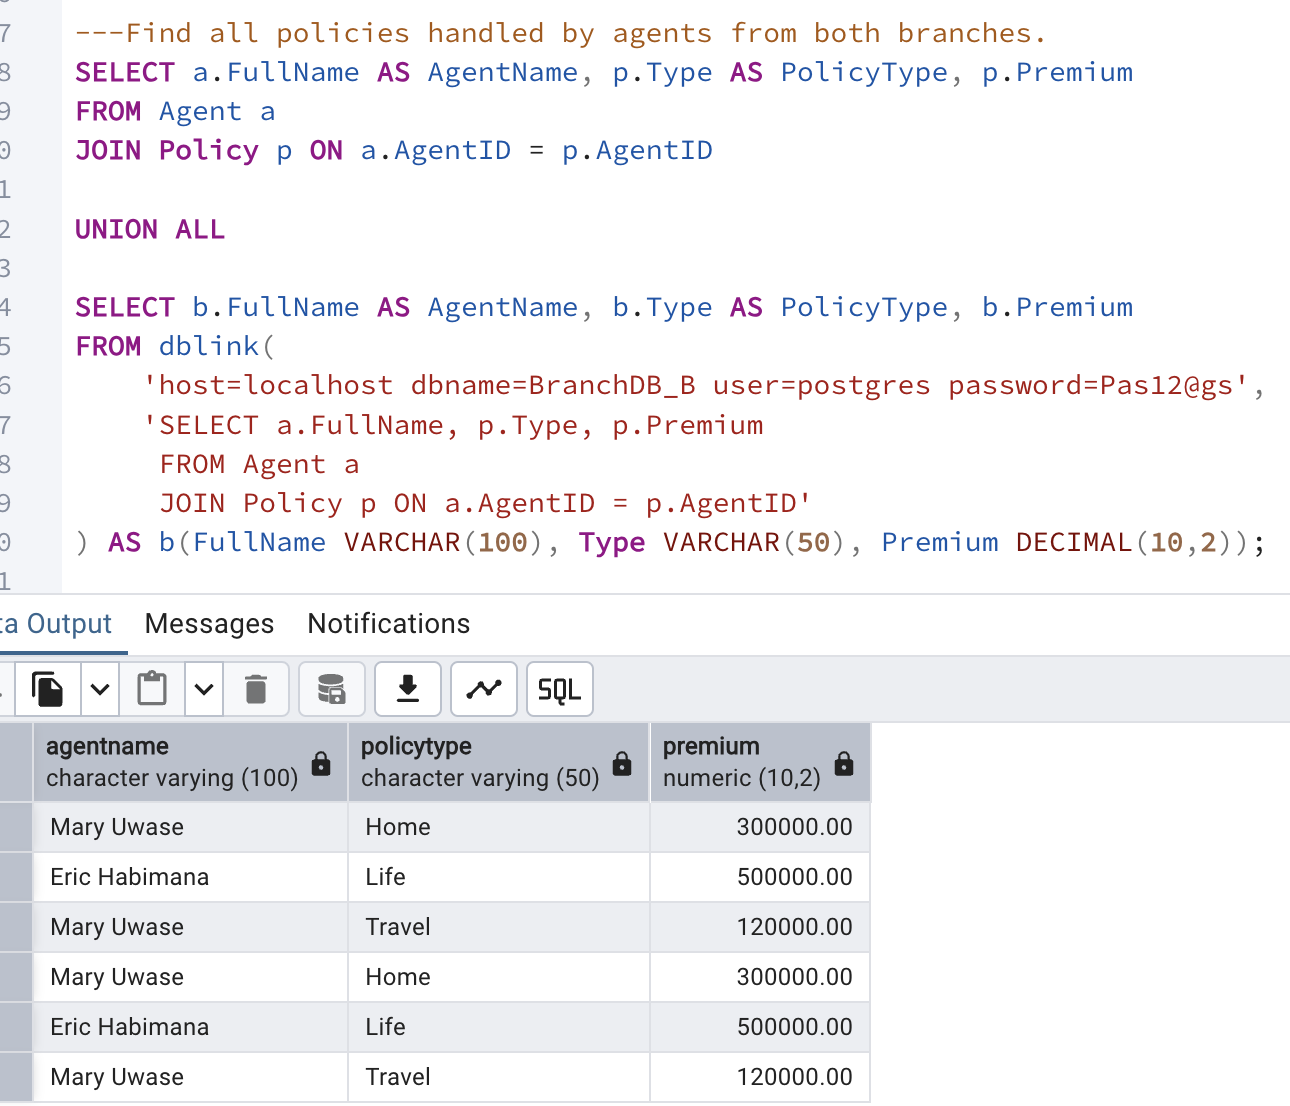 7 ---Find all policies handled by agents from both branches.
8 SELECT a.FullName AS AgentName, p.Type AS PolicyType, p.Premium
9 FROM Agent a
0 JOIN Policy p ON a.AgentID = p.AgentID
1
2 UNION ALL
3
4 SELECT b.FullName AS AgentName, b.Type AS PolicyType, b.Premium
5 FROM dblink(
6 'host=localhost dbname=BranchDB_B user=postgres password=Pas12@gs',
7 'SELECT a.FullName, p.Type, p.Premium
8 FROM Agent a
9 JOIN Policy p ON a.AgentID = p.AgentID'
0 ) AS b(FullName VARCHAR(100), Type VARCHAR(50), Premium DECIMAL(10,2));
1
ta Output Messages Notifications
SQL
agentname policytype premium
character varying (100) character varying (50) numeric (10,2)
Mary Uwase Home 300000.00
Eric Habimana Life 500000.00
Mary Uwase Travel 120000.00
Mary Uwase Home 300000.00
Eric Habimana Life 500000.00
Mary Uwase Travel 120000.00